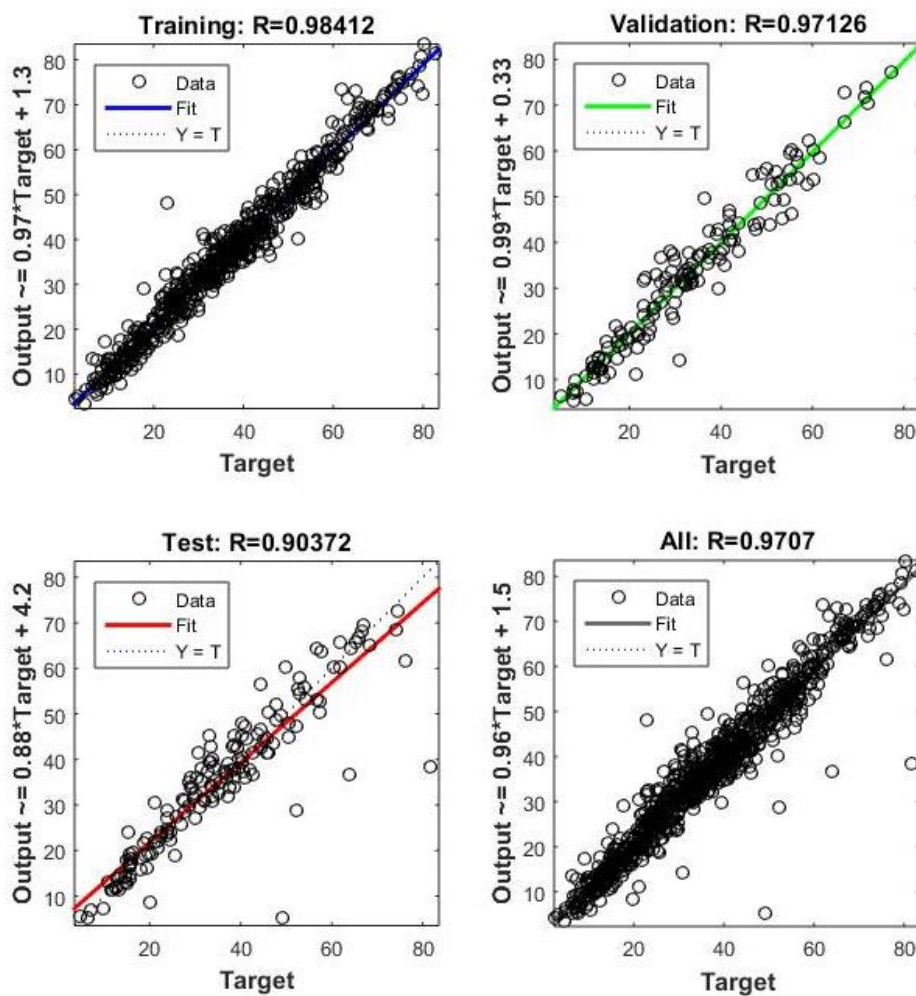 Training: R=0.98412
Output ~= 0.97*Target + 1.3
80
70
60
50
40
30
20
10
Data
Fit
Y = T
20
40
60
80
Target
Validation: R=0.97126
Output ~= 0.99*Target + 0.33
80
70
60
50
40
30
20
10
Data
Fit
Y = T
20
40
60
80
Target
Test: R=0.90372
Output ~= 0.88*Target + 4.2
80
70
60
50
40
30
20
10
Data
Fit
Y = T
20
40
60
80
Target
All: R=0.9707
Output ~= 0.96*Target + 1.5
80
70
60
50
40
30
20
10
Data
Fit
Y = T
20
40
60
80
Target